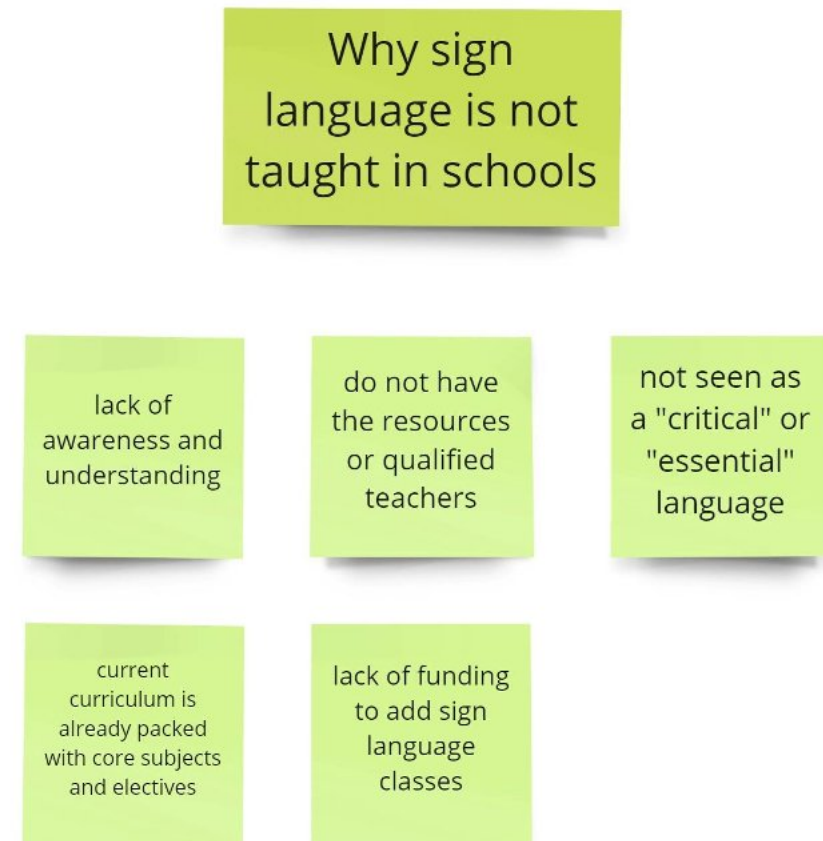 Why sign
language is not
taught in schools
lack of
awareness and
understanding
do not have
the resources
or qualified
teachers
not seen as
a "critical" or
"essential"
language
current
curriculum is
already packed
with core subjects
and electives
lack of funding
to add sign
language
classes